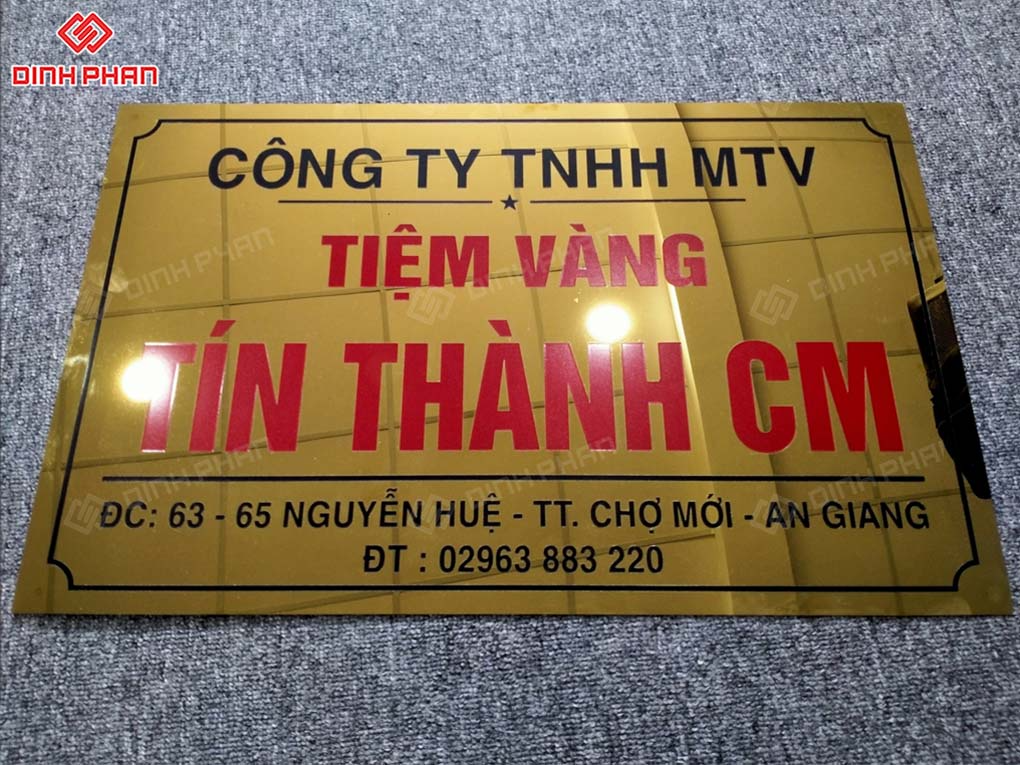 DINH PHAN
CÔNG TY TNHH MTV
TIỆM VÀNG
TÍN THÀNH CM
ĐC: 63 - 65 NGUYỄN HUỆ - TT. CHỢ MỚI - AN GIANG
ĐT : 02963 883 220